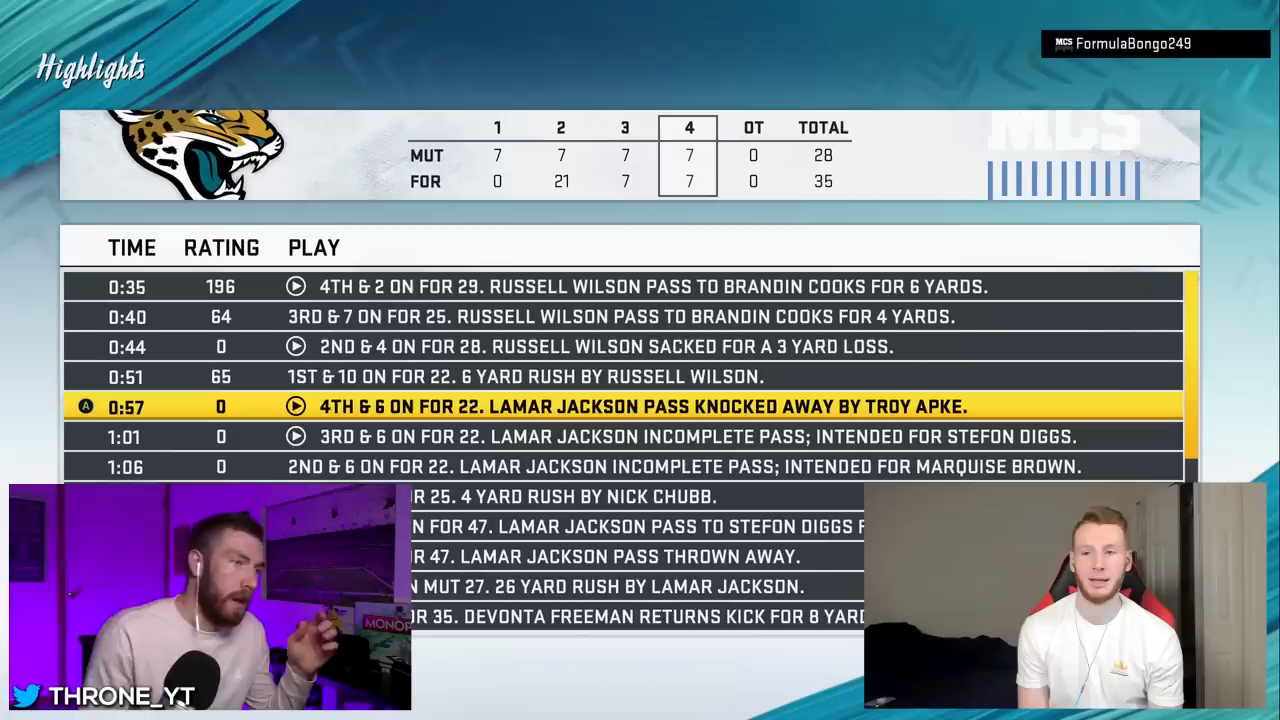 Highlights
MCS FormulaBongo249
MCS
1 2 3 4 OT TOTAL
MUT 7 7 7 7 0 28
FOR 0 21 7 7 0 35
TIME RATING PLAY
0:35 196 4TH & 2 ON FOR 29. RUSSELL WILSON PASS TO BRANDIN COOKS FOR 6 YARDS.
0:40 64 3RD & 7 ON FOR 25. RUSSELL WILSON PASS TO BRANDIN COOKS FOR 4 YARDS.
0:44 0 2ND & 4 ON FOR 28. RUSSELL WILSON SACKED FOR A 3 YARD LOSS.
0:51 65 1ST & 10 ON FOR 22. 6 YARD RUSH BY RUSSELL WILSON.
A 0:57 0 4TH & 6 ON FOR 22. LAMAR JACKSON PASS KNOCKED AWAY BY TROY APKE.
1:01 0 3RD & 6 ON FOR 22. LAMAR JACKSON INCOMPLETE PASS; INTENDED FOR STEFON DIGGS.
1:06 0 2ND & 6 ON FOR 22. LAMAR JACKSON INCOMPLETE PASS; INTENDED FOR MARQUISE BROWN.
R 25. 4 YARD RUSH BY NICK CHUBB.
N FOR 47. LAMAR JACKSON PASS TO STEFON DIGGS F
R 47. LAMAR JACKSON PASS THROWN AWAY.
N MUT 27. 26 YARD RUSH BY LAMAR JACKSON.
R 35. DEVONTA FREEMAN RETURNS KICK FOR 8 YARD
MONOP
THRONE_YT